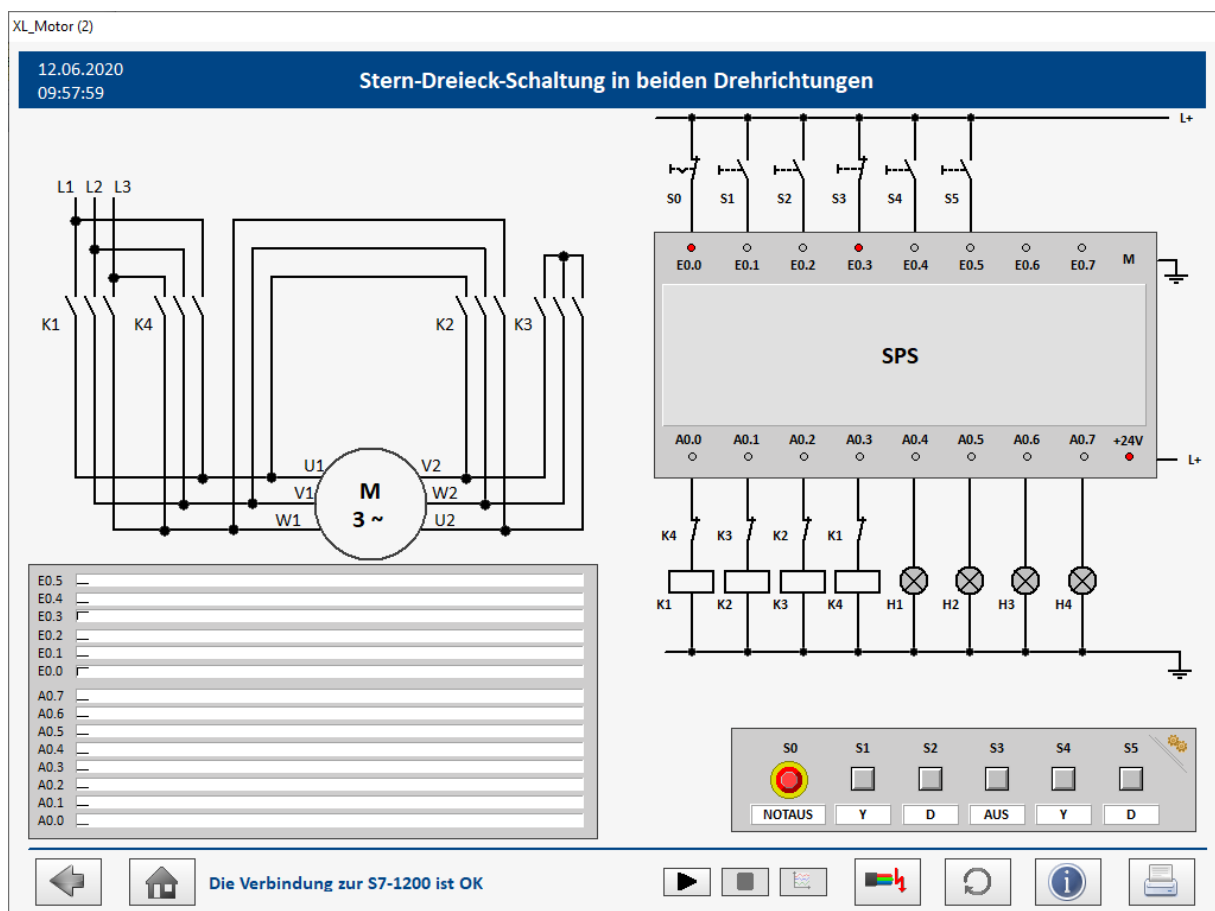 XL_Motor (2)
12.06.2020
09:57:59
Stern-Dreieck-Schaltung in beiden Drehrichtungen
L1 L2 L3
K1 K4 K2 K3
U1 V2
V1 M W2
W1 3 ~ U2
L+
S0 S1 S2 S3 S4 S5
E0.0 E0.1 E0.2 E0.3 E0.4 E0.5 E0.6 E0.7 M
SPS
A0.0 A0.1 A0.2 A0.3 A0.4 A0.5 A0.6 A0.7 +24V
L+
K4 K3 K2 K1
K1 K2 K3 K4 H1 H2 H3 H4
E0.5
E0.4
E0.3
E0.2
E0.1
E0.0
A0.7
A0.6
A0.5
A0.4
A0.3
A0.2
A0.1
A0.0
S0 S1 S2 S3 S4 S5
NOTAUS Y D AUS Y D
Die Verbindung zur S7-1200 ist OK